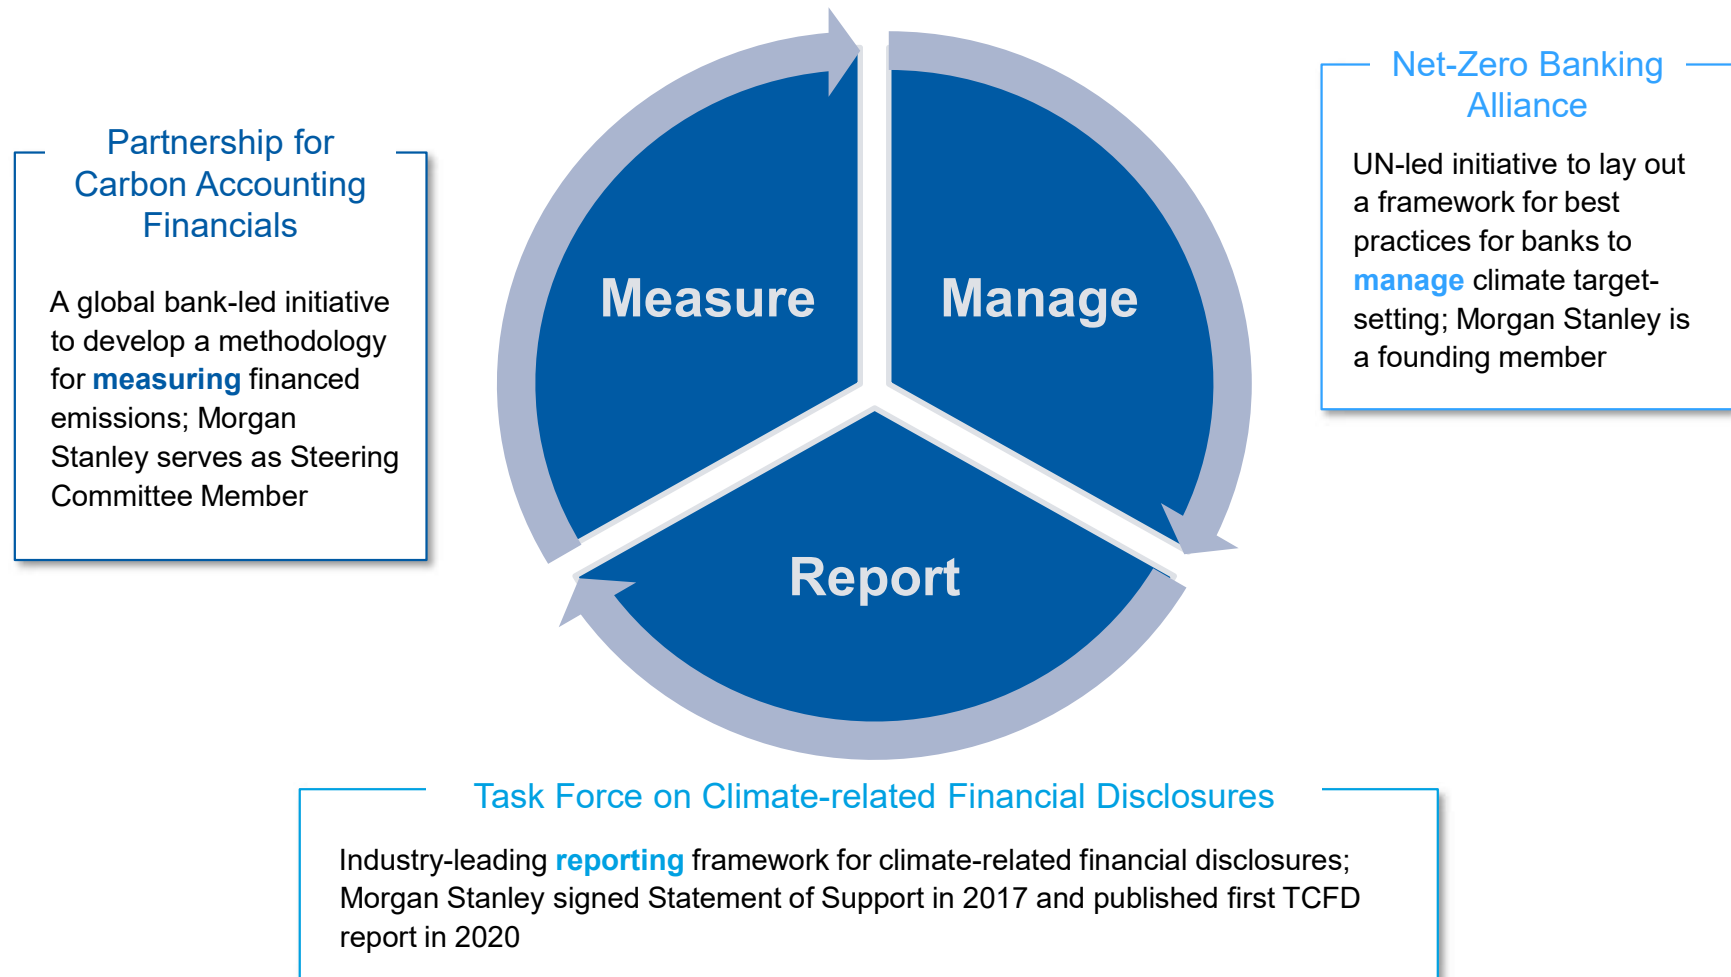 Partnership for
Carbon Accounting
Financials
A global bank-led initiative
to develop a methodology
for measuring financed
emissions; Morgan
Stanley serves as Steering
Committee Member
Measure
Manage
Report
Net-Zero Banking
Alliance
UN-led initiative to lay out
a framework for best
practices for banks to
manage climate target-
setting; Morgan Stanley is
a founding member
Task Force on Climate-related Financial Disclosures
Industry-leading reporting framework for climate-related financial disclosures;
Morgan Stanley signed Statement of Support in 2017 and published first TCFD
report in 2020